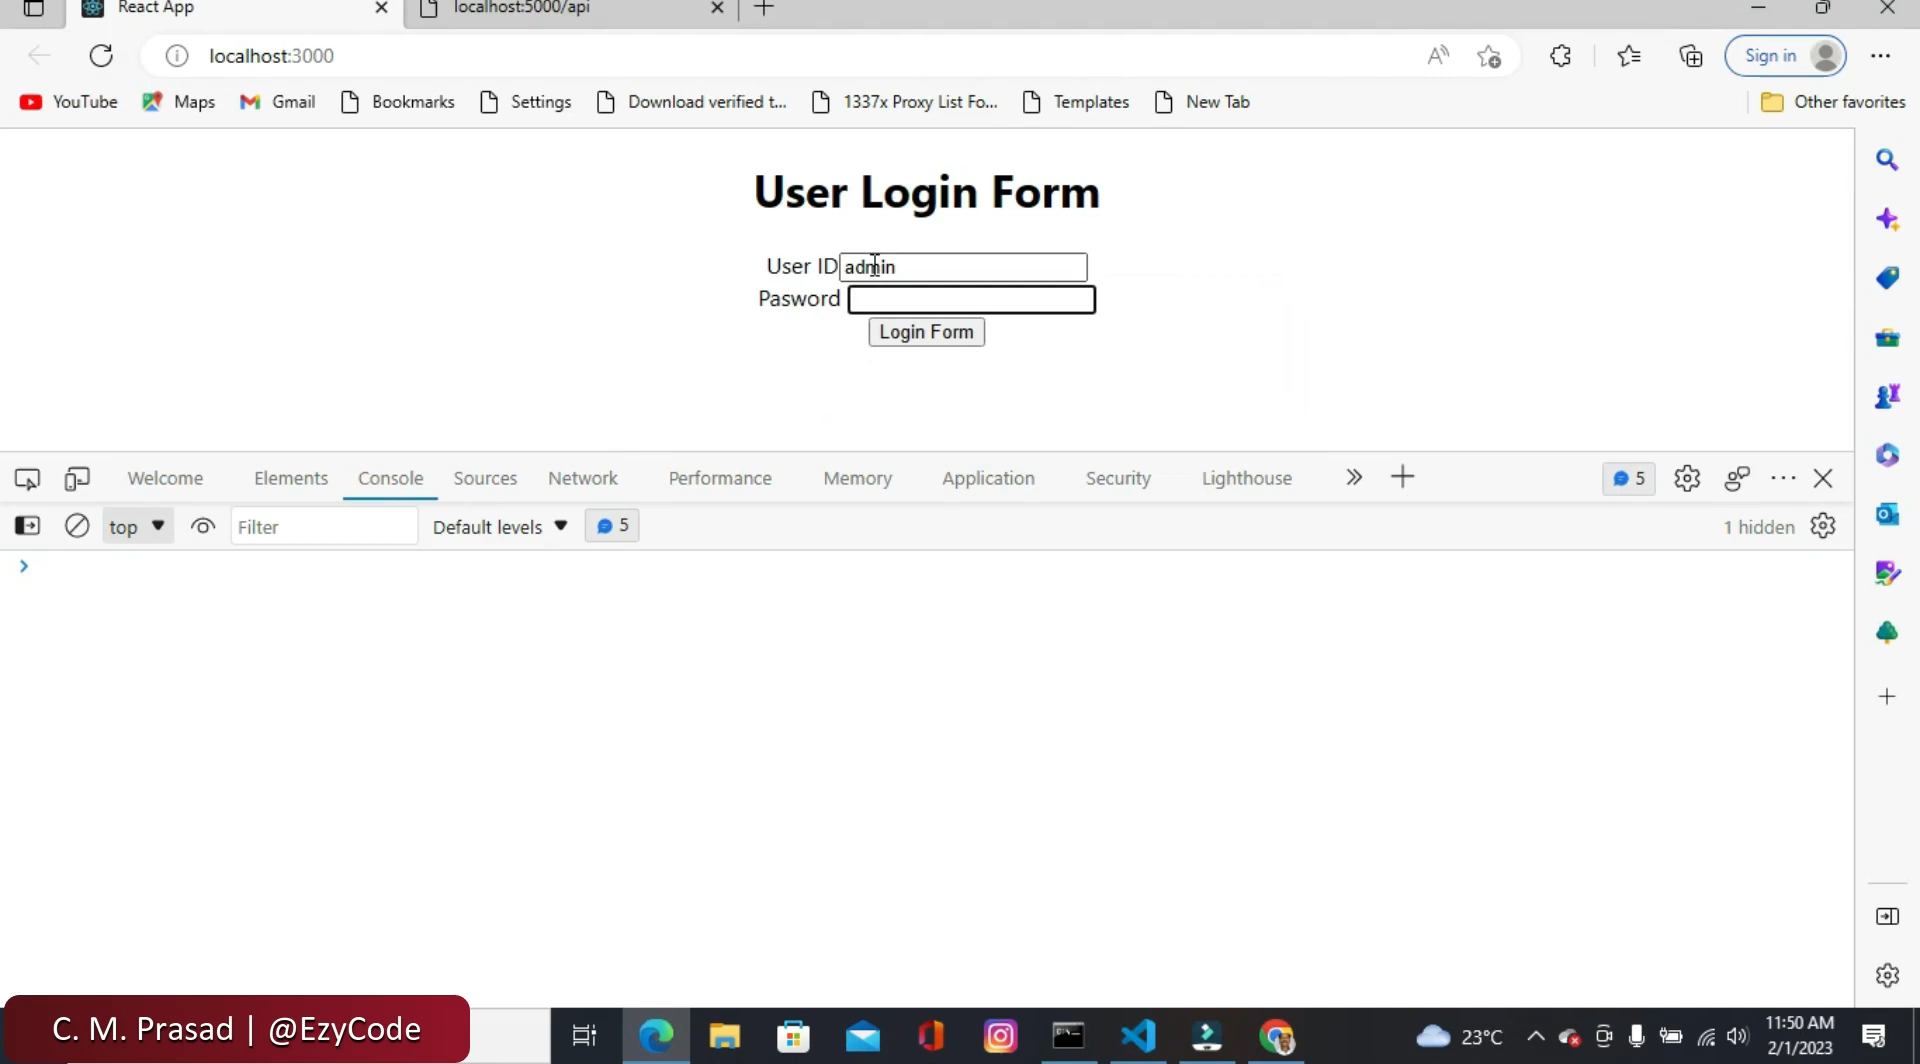 React App
localhost:5000/api
localhost:3000
Sign in
YouTube
Maps
Gmail
Bookmarks
Settings
Download verified t...
1337x Proxy List Fo...
Templates
New Tab
Other favorites
User Login Form
User ID admin
Pasword
Login Form
Welcome
Elements
Console
Sources
Network
Performance
Memory
Application
Security
Lighthouse
5
top
Filter
Default levels
5
1 hidden
C. M. Prasad | @EzyCode
23°C
11:50 AM
2/1/2023